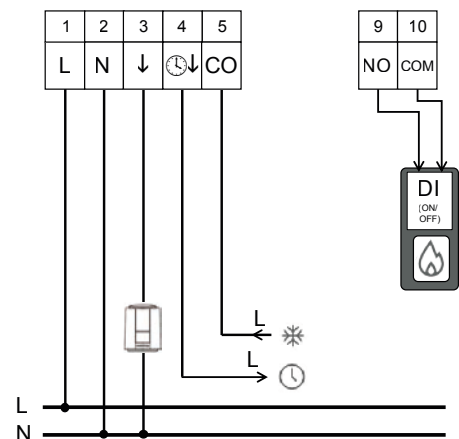 1 2 3 4 5 9 10
L N ↓ ↓ CO NO COM
DI
(ON/
OFF)
L
L
L
N